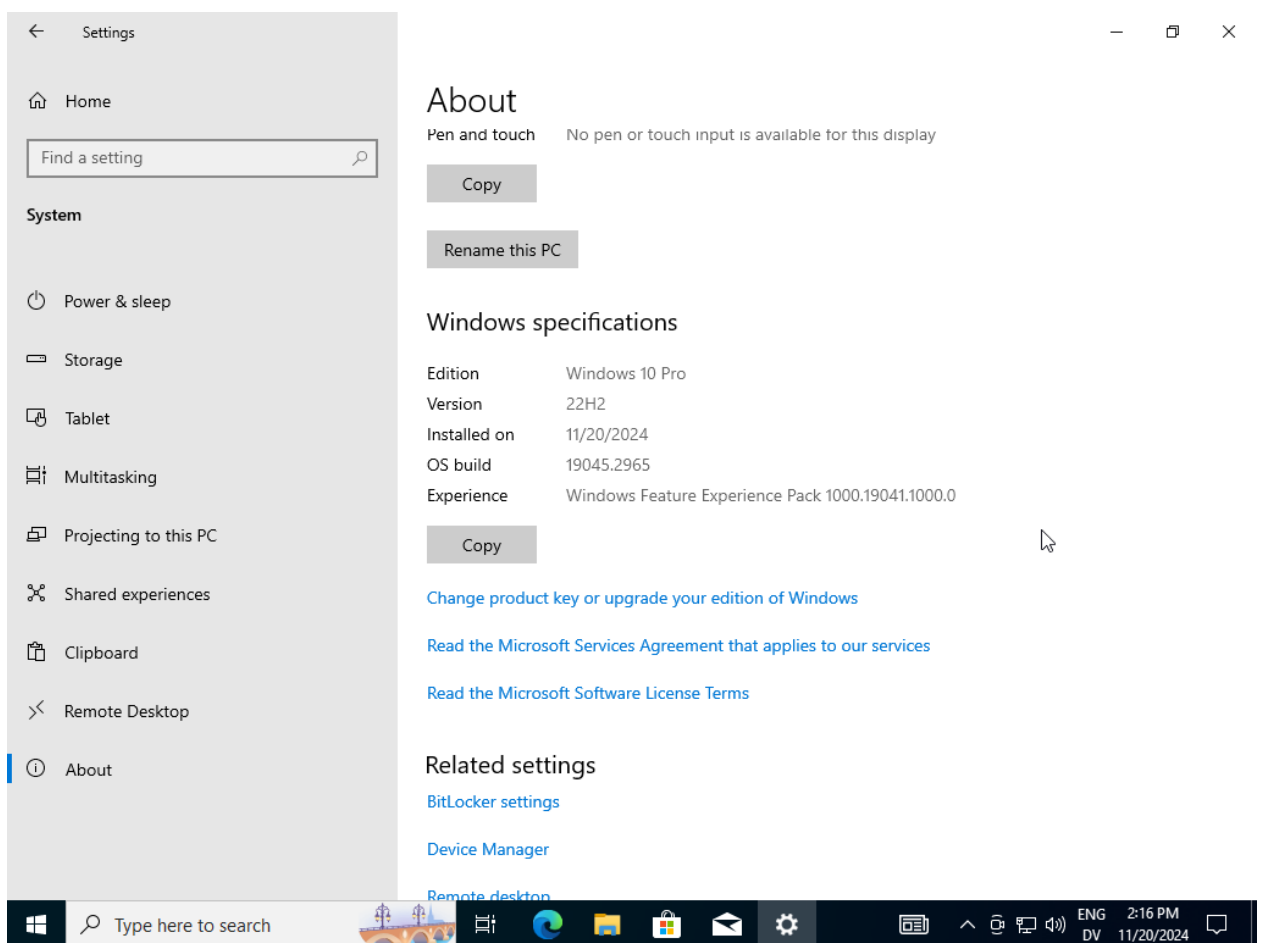 Settings
Home
Find a setting
System
Power & sleep
Storage
Tablet
Multitasking
Projecting to this PC
Shared experiences
Clipboard
Remote Desktop
About
About
Pen and touch No pen or touch input is available for this display
Copy
Rename this PC
Windows specifications
Edition Windows 10 Pro
Version 22H2
Installed on 11/20/2024
OS build 19045.2965
Experience Windows Feature Experience Pack 1000.19041.1000.0
Copy
Change product key or upgrade your edition of Windows
Read the Microsoft Services Agreement that applies to our services
Read the Microsoft Software License Terms
Related settings
BitLocker settings
Device Manager
Remote desktop
Type here to search
ENG 2:16 PM
DV 11/20/2024